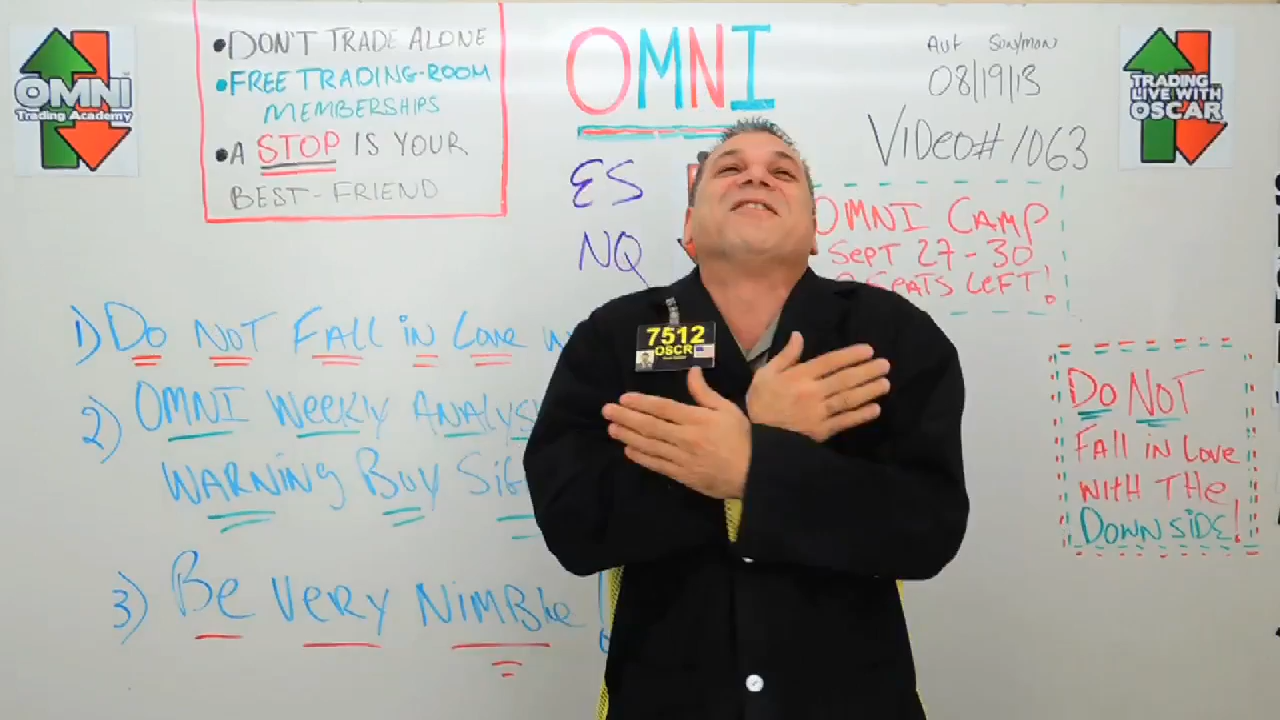 OMNI
Trading Academy
•DON'T TRADE ALONE
•FREE TRADING-ROOM
MEMBERSHIPS
•A STOP IS YOUR
BEST-FRIEND
OMNI
08/19/13
VIDeo# 1063
TRADING
LIVE WITH
OSCAR
ES
NQ
OMNI CAMP
SePT 27-30
SeATS LeFT!
1) Do NOT FAll iN Love
2) OMNI Weekly ANAlys
WARNiNg Buy Sig
3) Be Very NiMBle!
7512
OSCR
Do NOT
FAll iN Love
WITH THe
DowNSiDE!